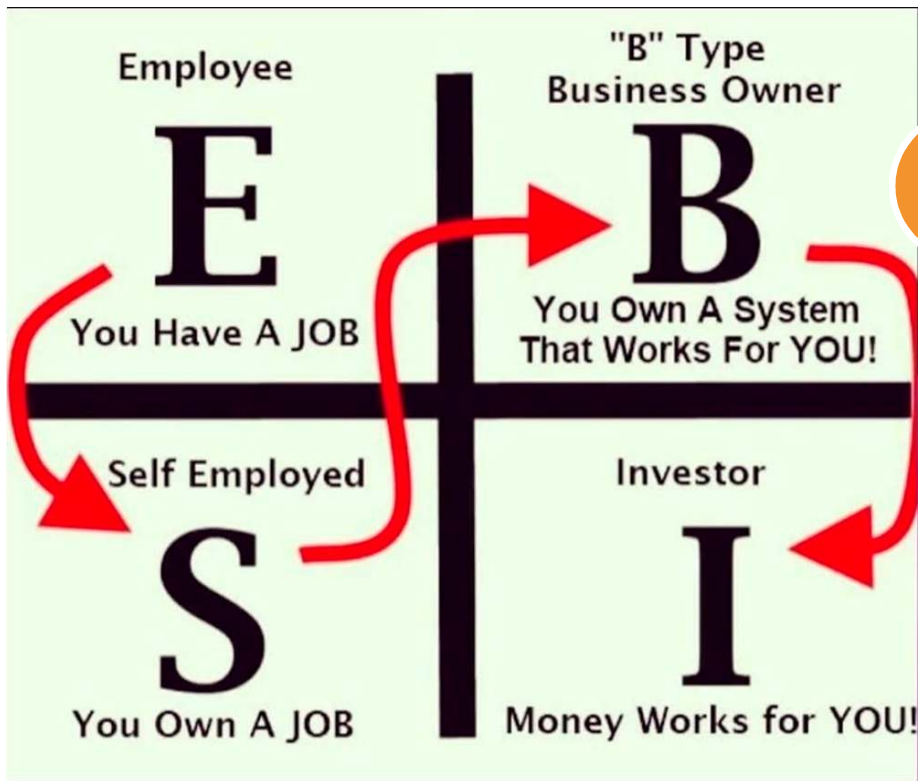 Employee
E
You Have A JOB
"B" Type
Business Owner
B
You Own A System
That Works For YOU!
Self Employed
S
You Own A JOB
Investor
I
Money Works for YOU!